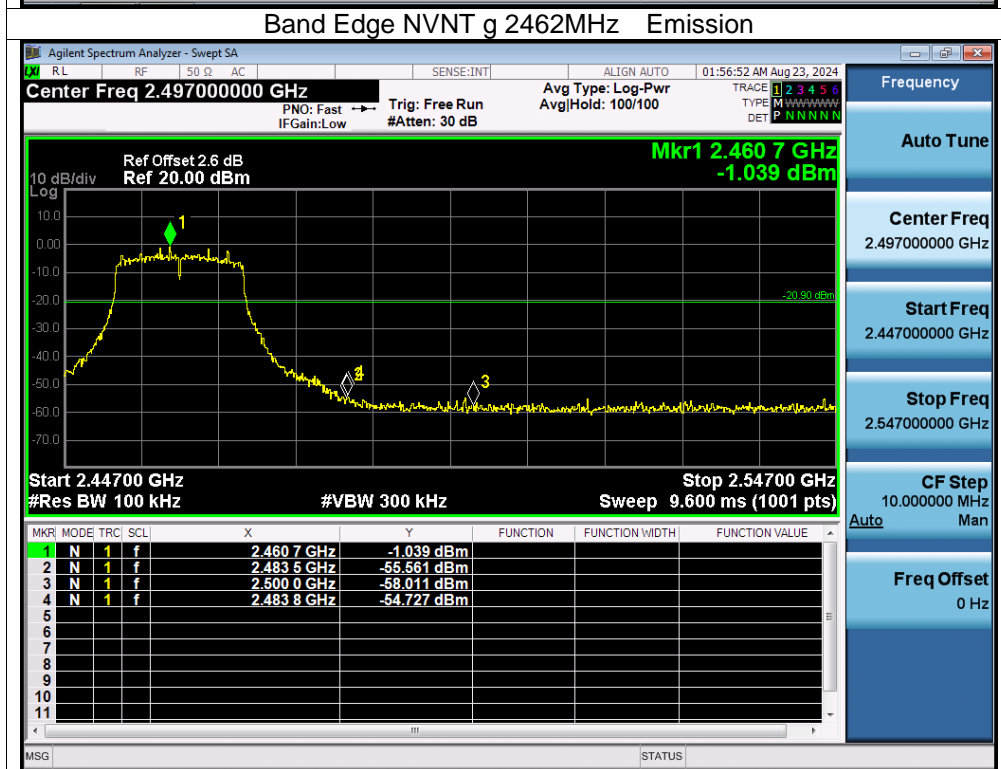 Band Edge NVNT g 2462MHz Emission
Agilent Spectrum Analyzer - Swept SA
LXI RL RF 50 Ω AC SENSE:INT ALIGN AUTO 01:56:52 AM Aug 23, 2024
Center Freq 2.497000000 GHz
PNO: Fast
IFGain:Low
Trig: Free Run
#Atten: 30 dB
Avg Type: Log-Pwr
Avg|Hold: 100/100
TRACE 1 2 3 4 5 6
TYPE M WWWWW
DET P N N N N N
Mkr1 2.460 7 GHz
-1.039 dBm
Ref Offset 2.6 dB
10 dB/div Ref 20.00 dBm
Log
10.0
0.00
-10.0
-20.0
-30.0
-40.0
-50.0
-60.0
-70.0
1
-20.90 dBm
3
Start 2.44700 GHz Stop 2.54700 GHz
#Res BW 100 kHz #VBW 300 kHz Sweep 9.600 ms (1001 pts)
MKR MODE TRC SCL X Y FUNCTION FUNCTION WIDTH FUNCTION VALUE
1 N 1 f 2.460 7 GHz -1.039 dBm
2 N 1 f 2.483 5 GHz -55.561 dBm
3 N 1 f 2.500 0 GHz -58.011 dBm
4 N 1 f 2.483 8 GHz -54.727 dBm
5
6
7
8
9
10
11
MSG STATUS
Frequency
Auto Tune
Center Freq
2.497000000 GHz
Start Freq
2.447000000 GHz
Stop Freq
2.547000000 GHz
CF Step
10.000000 MHz
Auto Man
Freq Offset
0 Hz